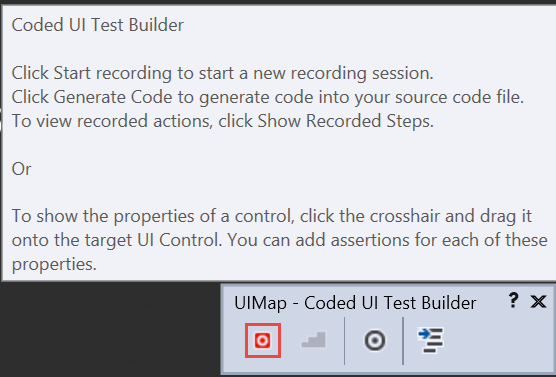 Coded UI Test Builder
Click Start recording to start a new recording session.
Click Generate Code to generate code into your source code file.
To view recorded actions, click Show Recorded Steps.
Or
To show the properties of a control, click the crosshair and drag it
onto the target UI Control. You can add assertions for each of these
properties.
UIMap - Coded UI Test Builder ? X